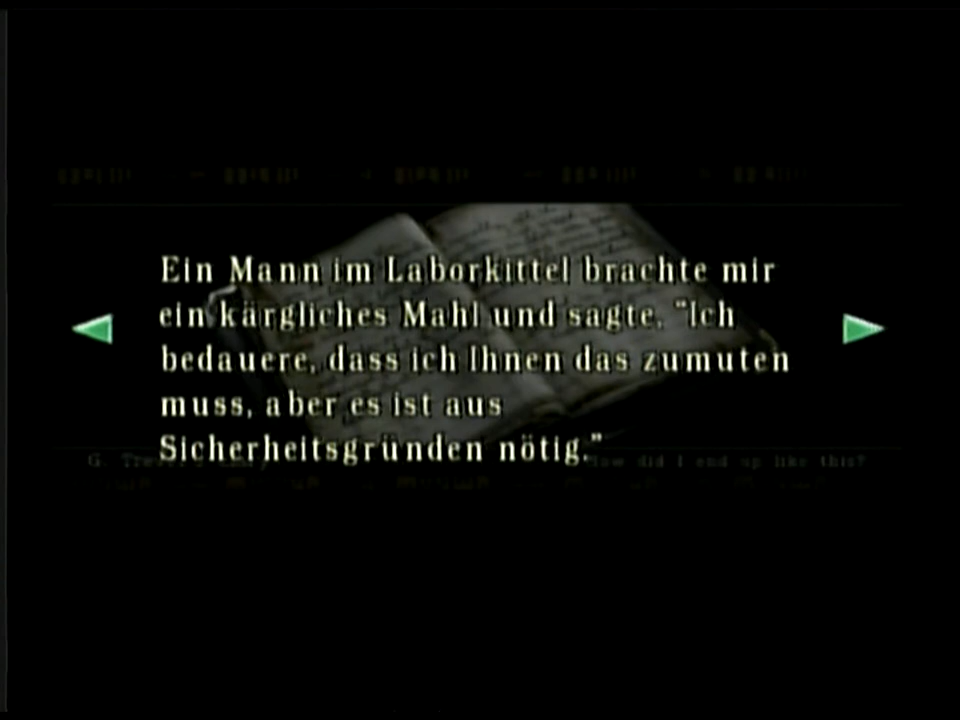 Ein Mann im Laborkittel brachte mir
ein kärgliches Mahl und sagte, "Ich
bedauere, dass ich Ihnen das zumuten
muss, aber es ist aus
Sicherheitsgründen nötig."
G. did I end up like this?